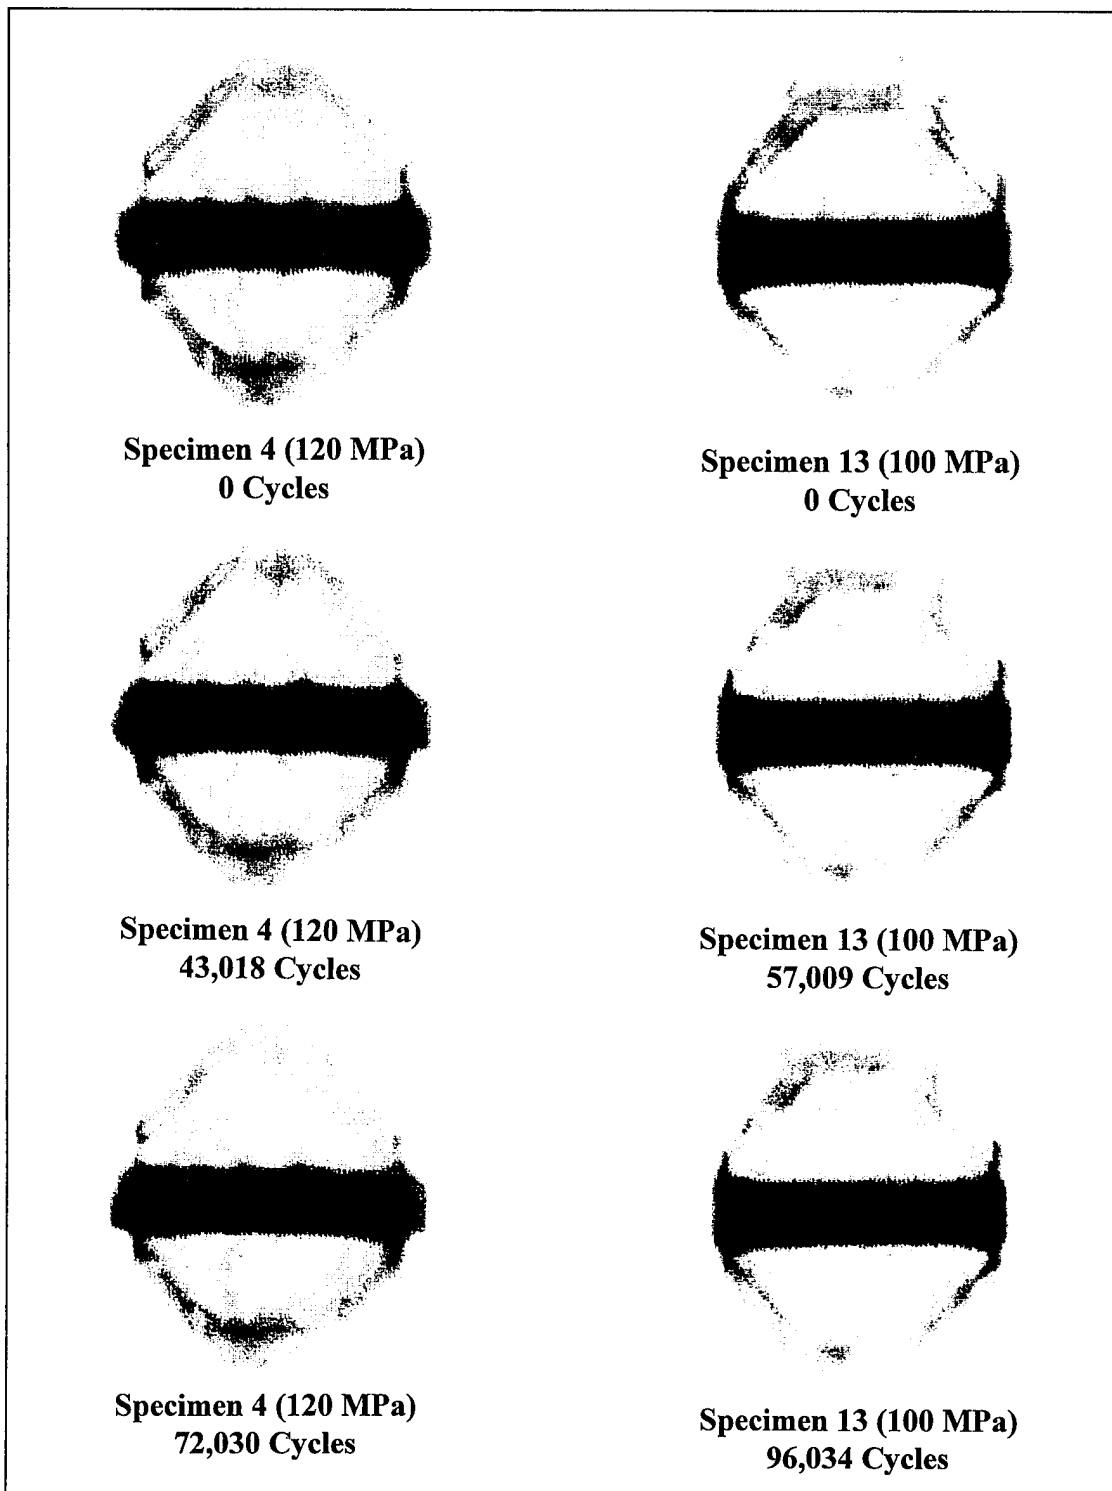 Specimen 4 (120 MPa)
0 Cycles
Specimen 13 (100 MPa)
0 Cycles
Specimen 4 (120 MPa)
43,018 Cycles
Specimen 13 (100 MPa)
57,009 Cycles
Specimen 4 (120 MPa)
72,030 Cycles
Specimen 13 (100 MPa)
96,034 Cycles